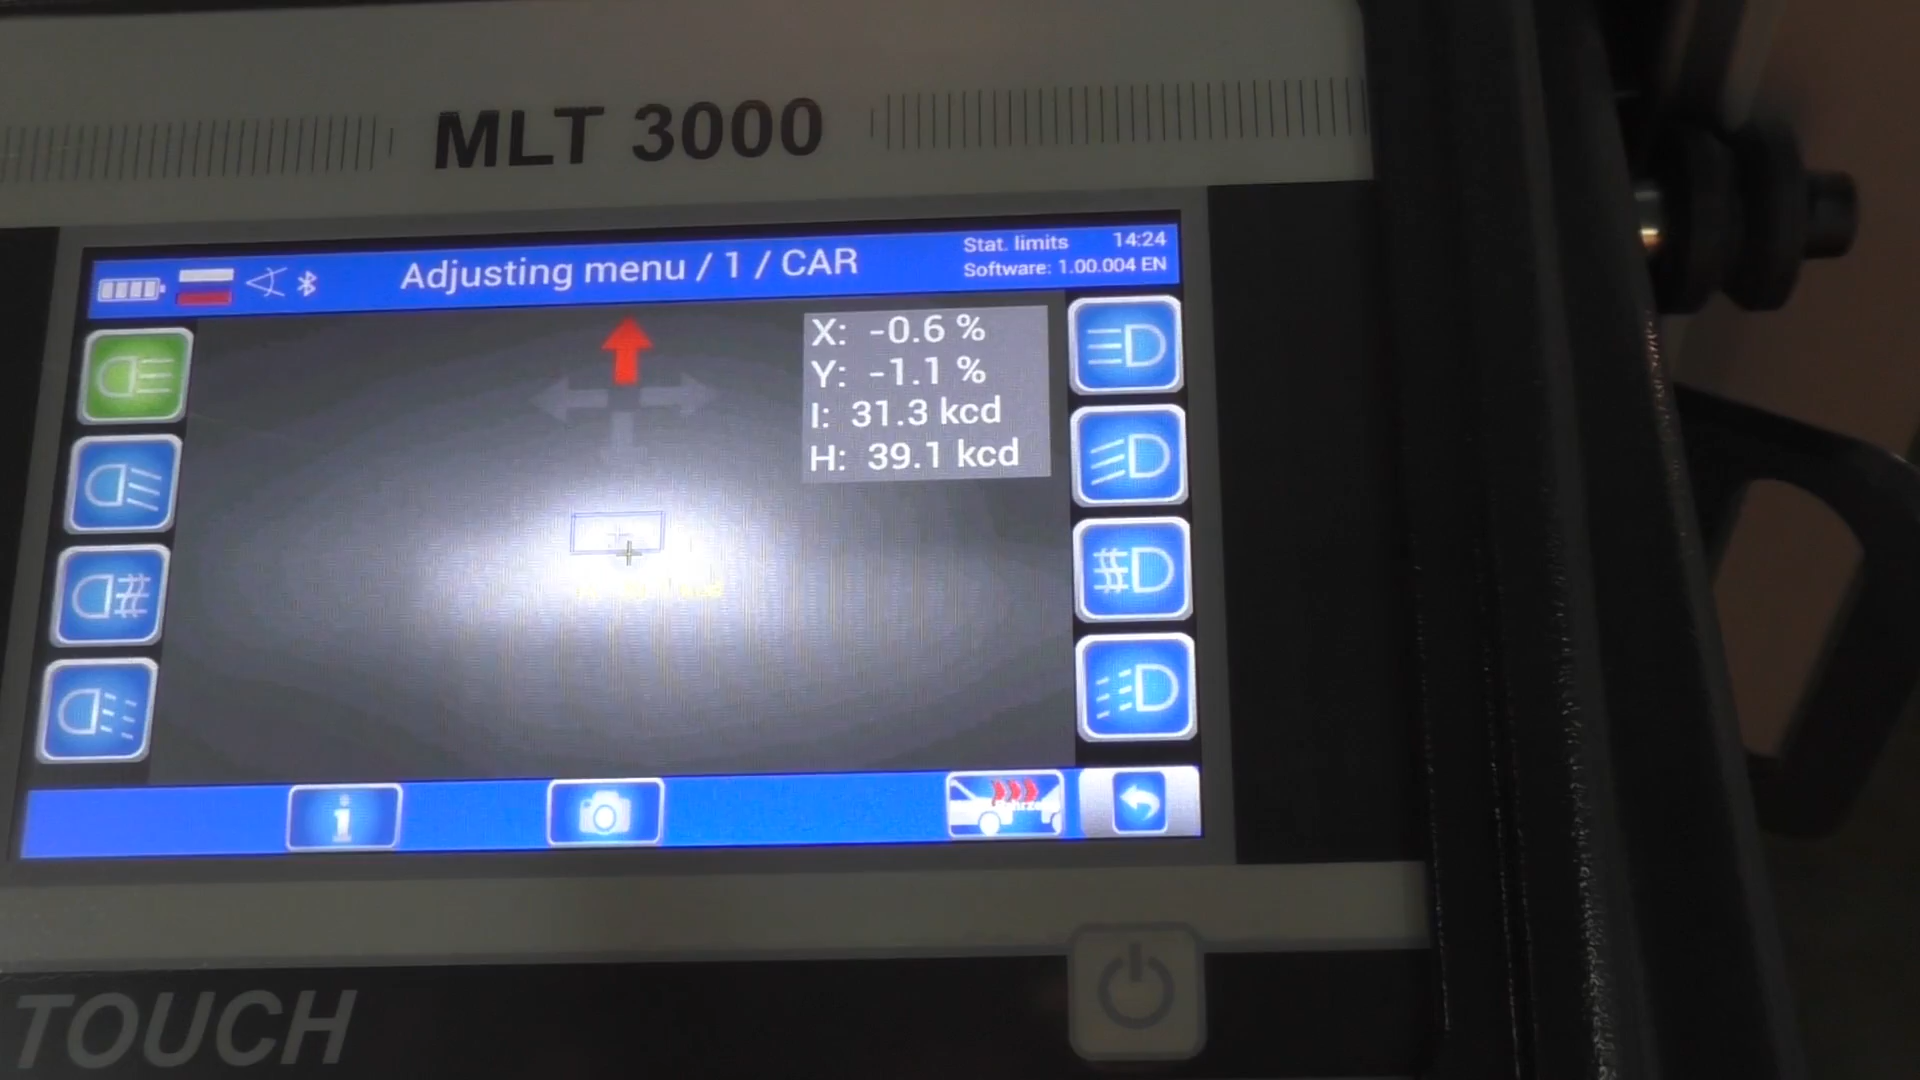 MLT 3000
Adjusting menu / 1 / CAR
Stat. limits 14:24
Software: 1.00.004 EN
X: -0.6 %
Y: -1.1 %
I: 31.3 kcd
H: 39.1 kcd
i
TOUCH